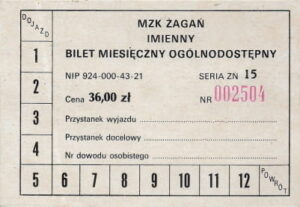 DOJAZD
MZK ŻAGAŃ
IMIENNY
BILET MIESIĘCZNY OGÓLNODOSTĘPNY
NIP 924-000-43-21 SERIA ZN 15
Cena 36,00 zł NR 002504
Przystanek wyjazdu
Przystanek docelowy
Nr dowodu osobistego
1
2
3
4
5 6 7 8 9 10 11 12
POWRÓT